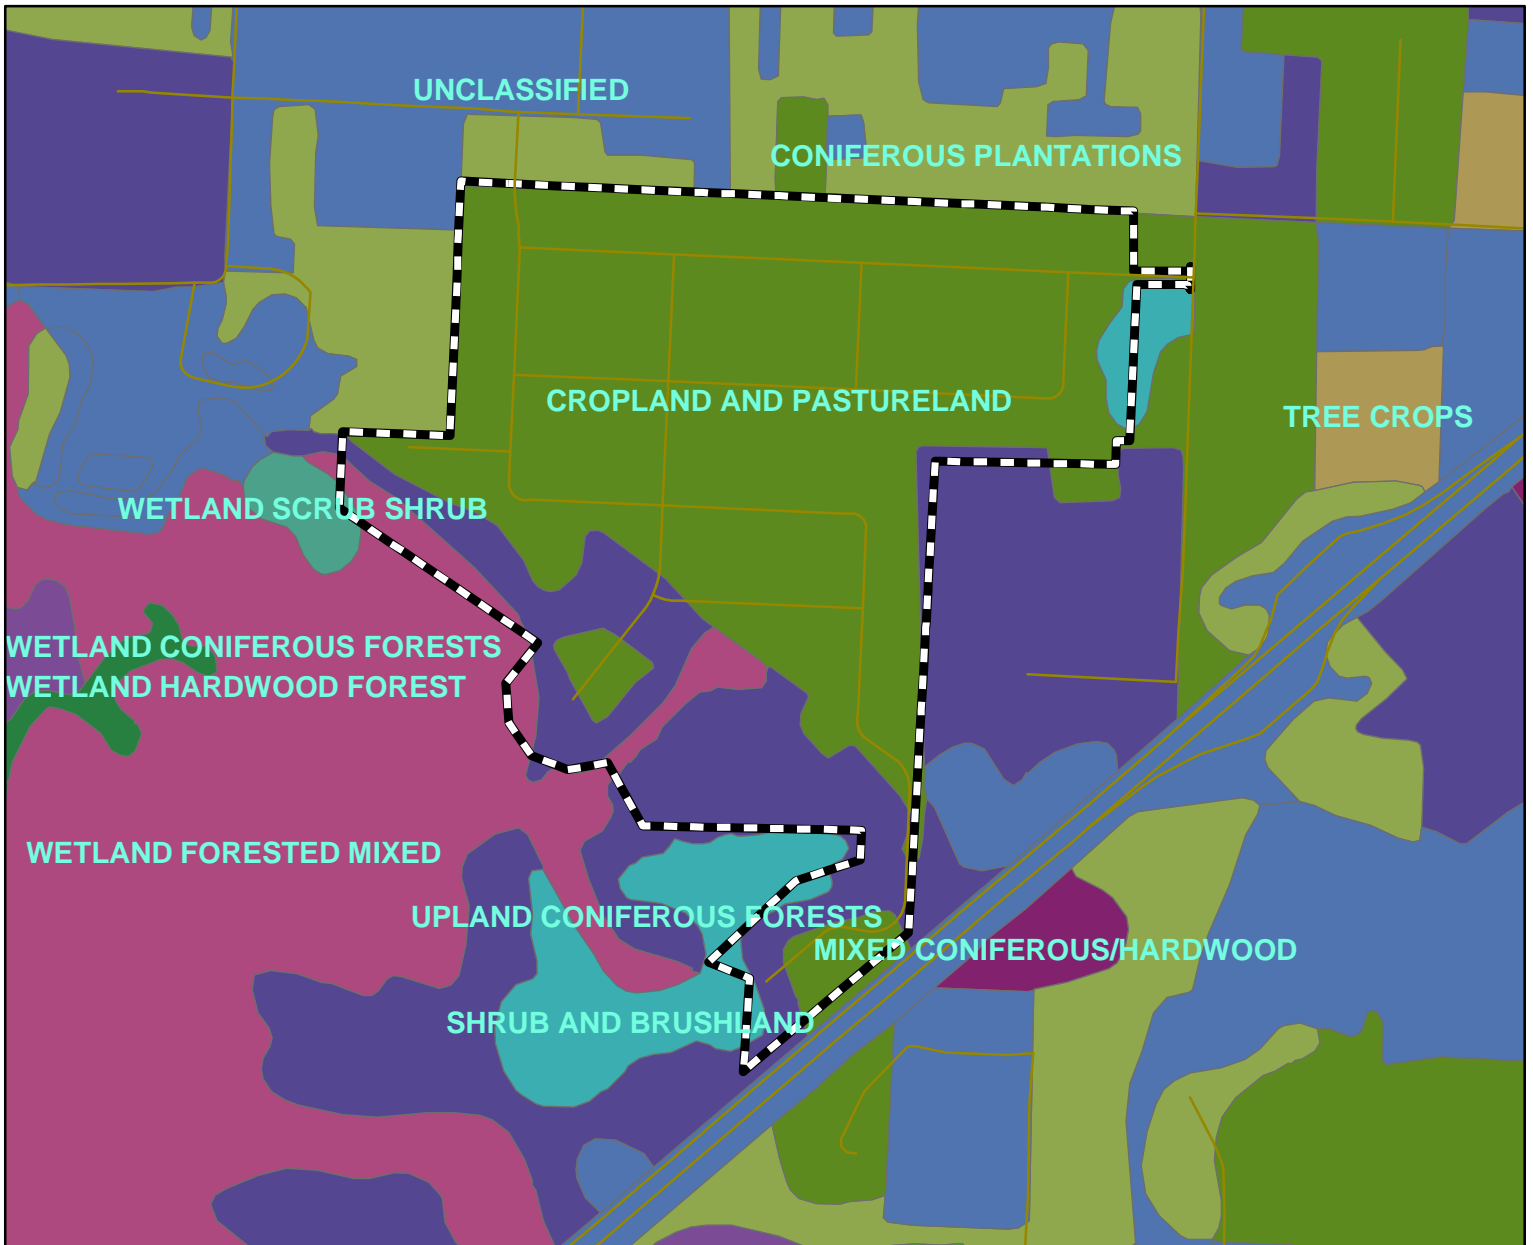 UNCLASSIFIED
CONIFEROUS PLANTATIONS
CROPLAND AND PASTURELAND
TREE CROPS
WETLAND SCRUB SHRUB
WETLAND CONIFEROUS FORESTS
WETLAND HARDWOOD FOREST
WETLAND FORESTED MIXED
UPLAND CONIFEROUS FORESTS
MIXED CONIFEROUS/HARDWOOD
SHRUB AND BRUSHLAND